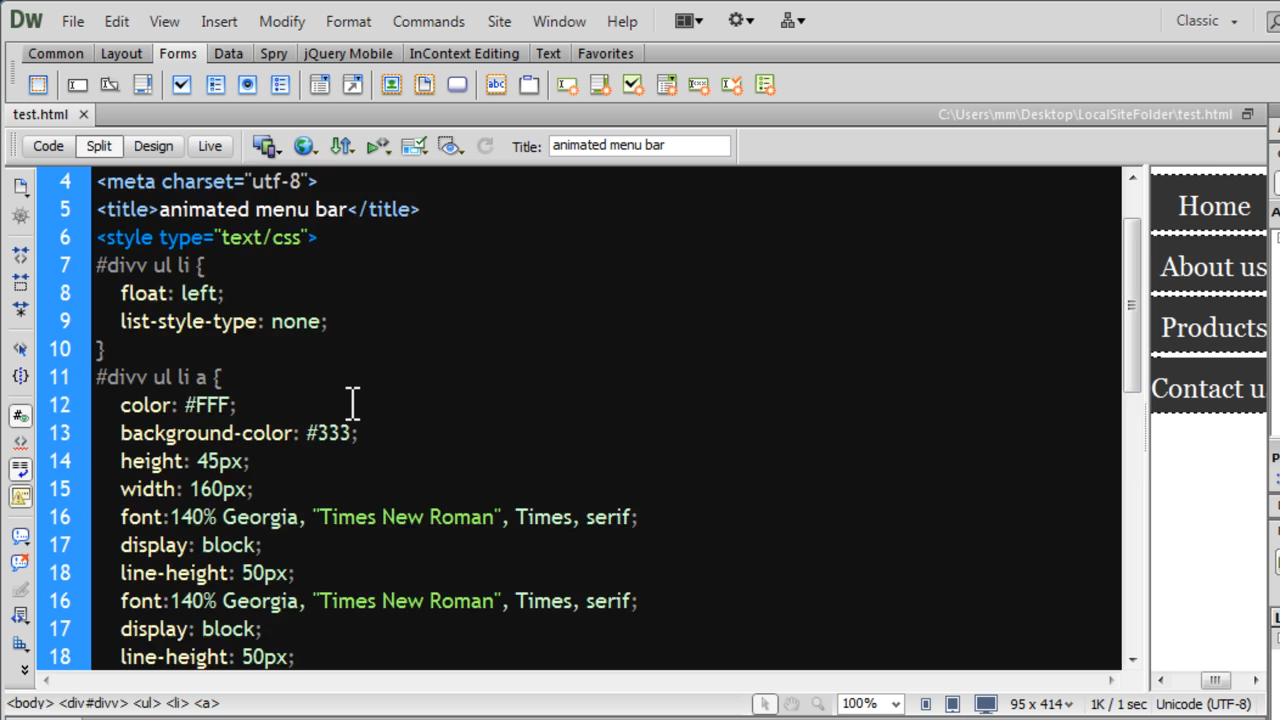 Dw File Edit View Insert Modify Format Commands Site Window Help Classic
Common Layout Forms Data Spry jQuery Mobile InContext Editing Text Favorites
abc
test.html C:\Users\mm\Desktop\LocalSiteFolder\test.html
Code Split Design Live Title: animated menu bar
4 <meta charset="utf-8">
5 <title>animated menu bar</title>
6 <style type="text/css">
7 #divv ul li {
8 float: left;
9 list-style-type: none;
10 }
11 #divv ul li a {
12 color: #FFF;
13 background-color: #333;
14 height: 45px;
15 width: 160px;
16 font:140% Georgia, "Times New Roman", Times, serif;
17 display: block;
18 line-height: 50px;
16 font:140% Georgia, "Times New Roman", Times, serif;
17 display: block;
18 line-height: 50px;
Home
About us
Products
Contact u
<body> <div#divv> <ul> <li> <a> 100% 95 x 414 1K / 1 sec Unicode (UTF-8)